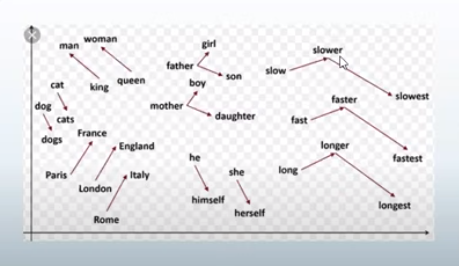 woman
man
girl
slower
father
son
slow
cat
king
queen
boy
slowest
dog
mother
faster
cats
daughter
fast
dogs
France
England
longer
he
fastest
Paris
Italy
she
long
London
himself
longest
herself
Rome